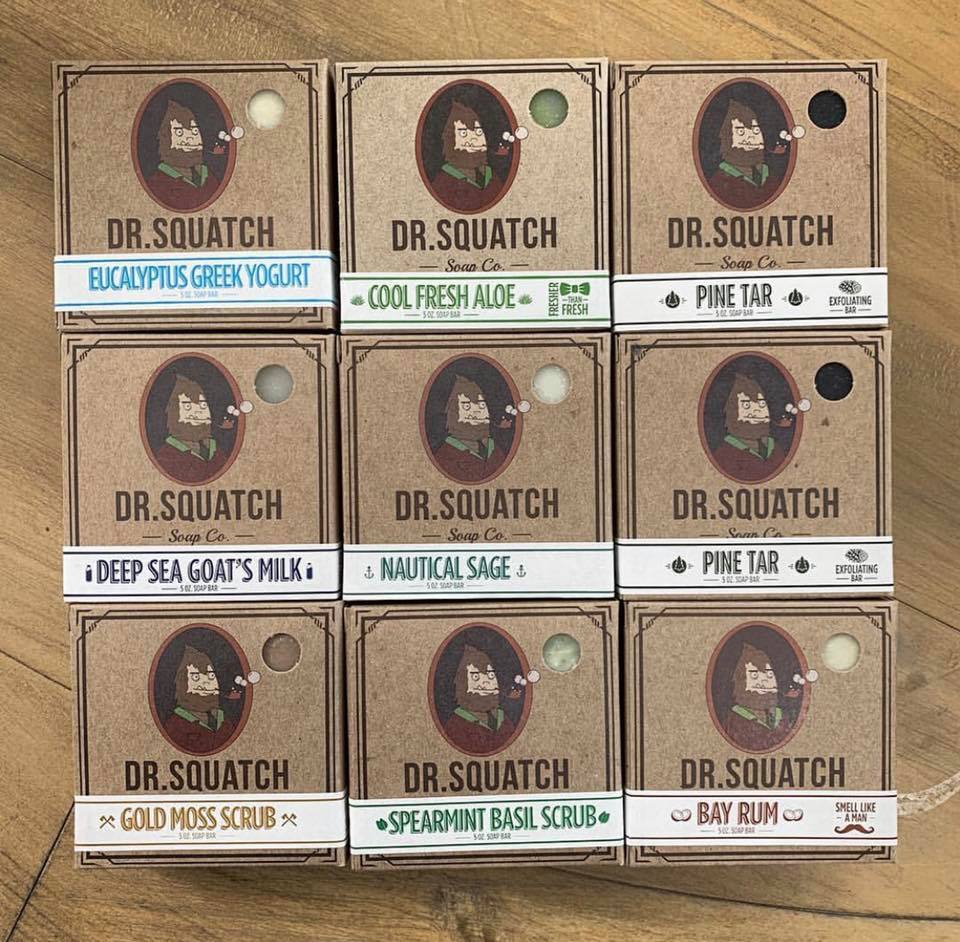 DR.SQUATCH
EUCALYPTUS GREEK YOGURT
5 OZ. SOAP BAR
DR.SQUATCH
Soap Co.
COOL FRESH ALOE
5 OZ. SOAP BAR
FRESHER
THAN
FRESH
DR.SQUATCH
Soap Co.
PINE TAR
5 OZ. SOAP BAR
EXFOLIATING
BAR
DR.SQUATCH
Soap Co.
DEEP SEA GOAT'S MILK
5 OZ. SOAP BAR
DR.SQUATCH
NAUTICAL SAGE
5 OZ. SOAP BAR
DR.SQUATCH
Soap Co.
PINE TAR
5 OZ. SOAP BAR
EXFOLIATING
BAR
DR.SQUATCH
GOLD MOSS SCRUB
5 OZ. SOAP BAR
DR.SQUATCH
SPEARMINT BASIL SCRUB
5 OZ. SOAP BAR
DR.SQUATCH
BAY RUM
5 OZ. SOAP BAR
SMELL LIKE
A MAN